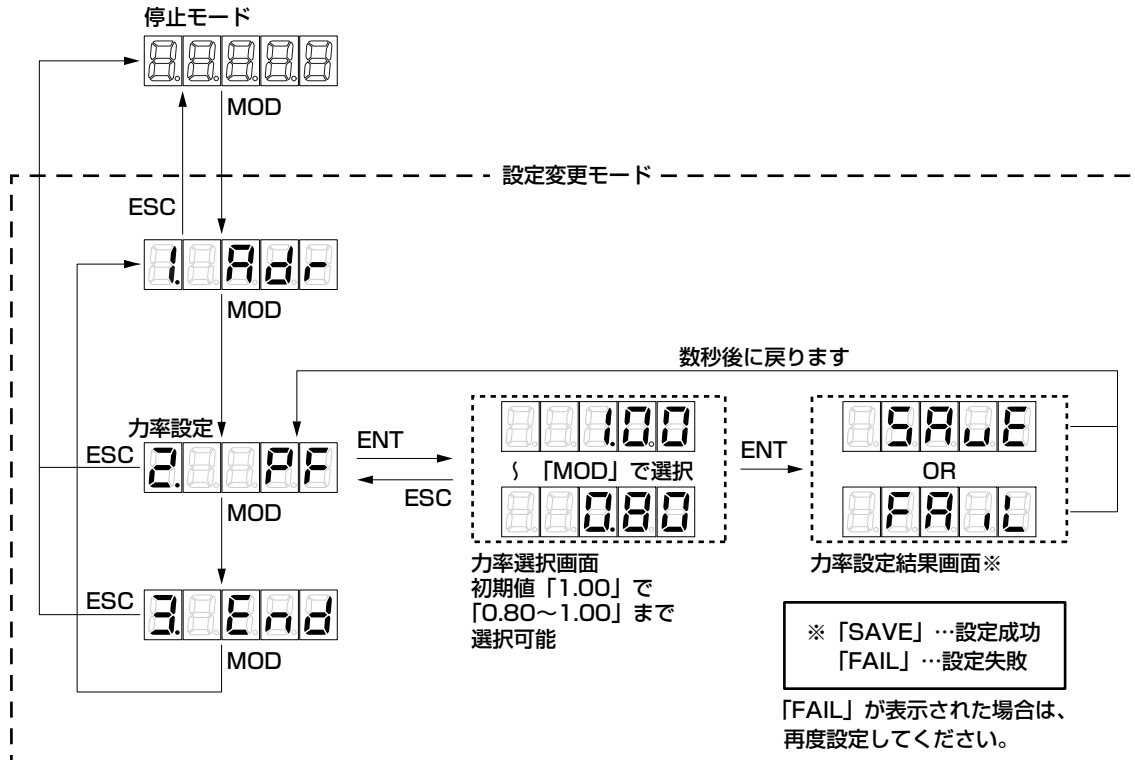 停止モード
MOD
設定変更モード
ESC
1. Adr
MOD
数秒後に戻ります
力率設定
ESC
2. PF
ENT
ESC
MOD
1.0.0
〜 「MOD」で選択
0.80
力率選択画面
初期値「1.00」で
「0.80〜1.00」まで
選択可能
ENT
SAuE
OR
FAiL
力率設定結果画面※
ESC
3. End
MOD
※「SAVE」…設定成功
「FAIL」…設定失敗
「FAIL」が表示された場合は、
再度設定してください。